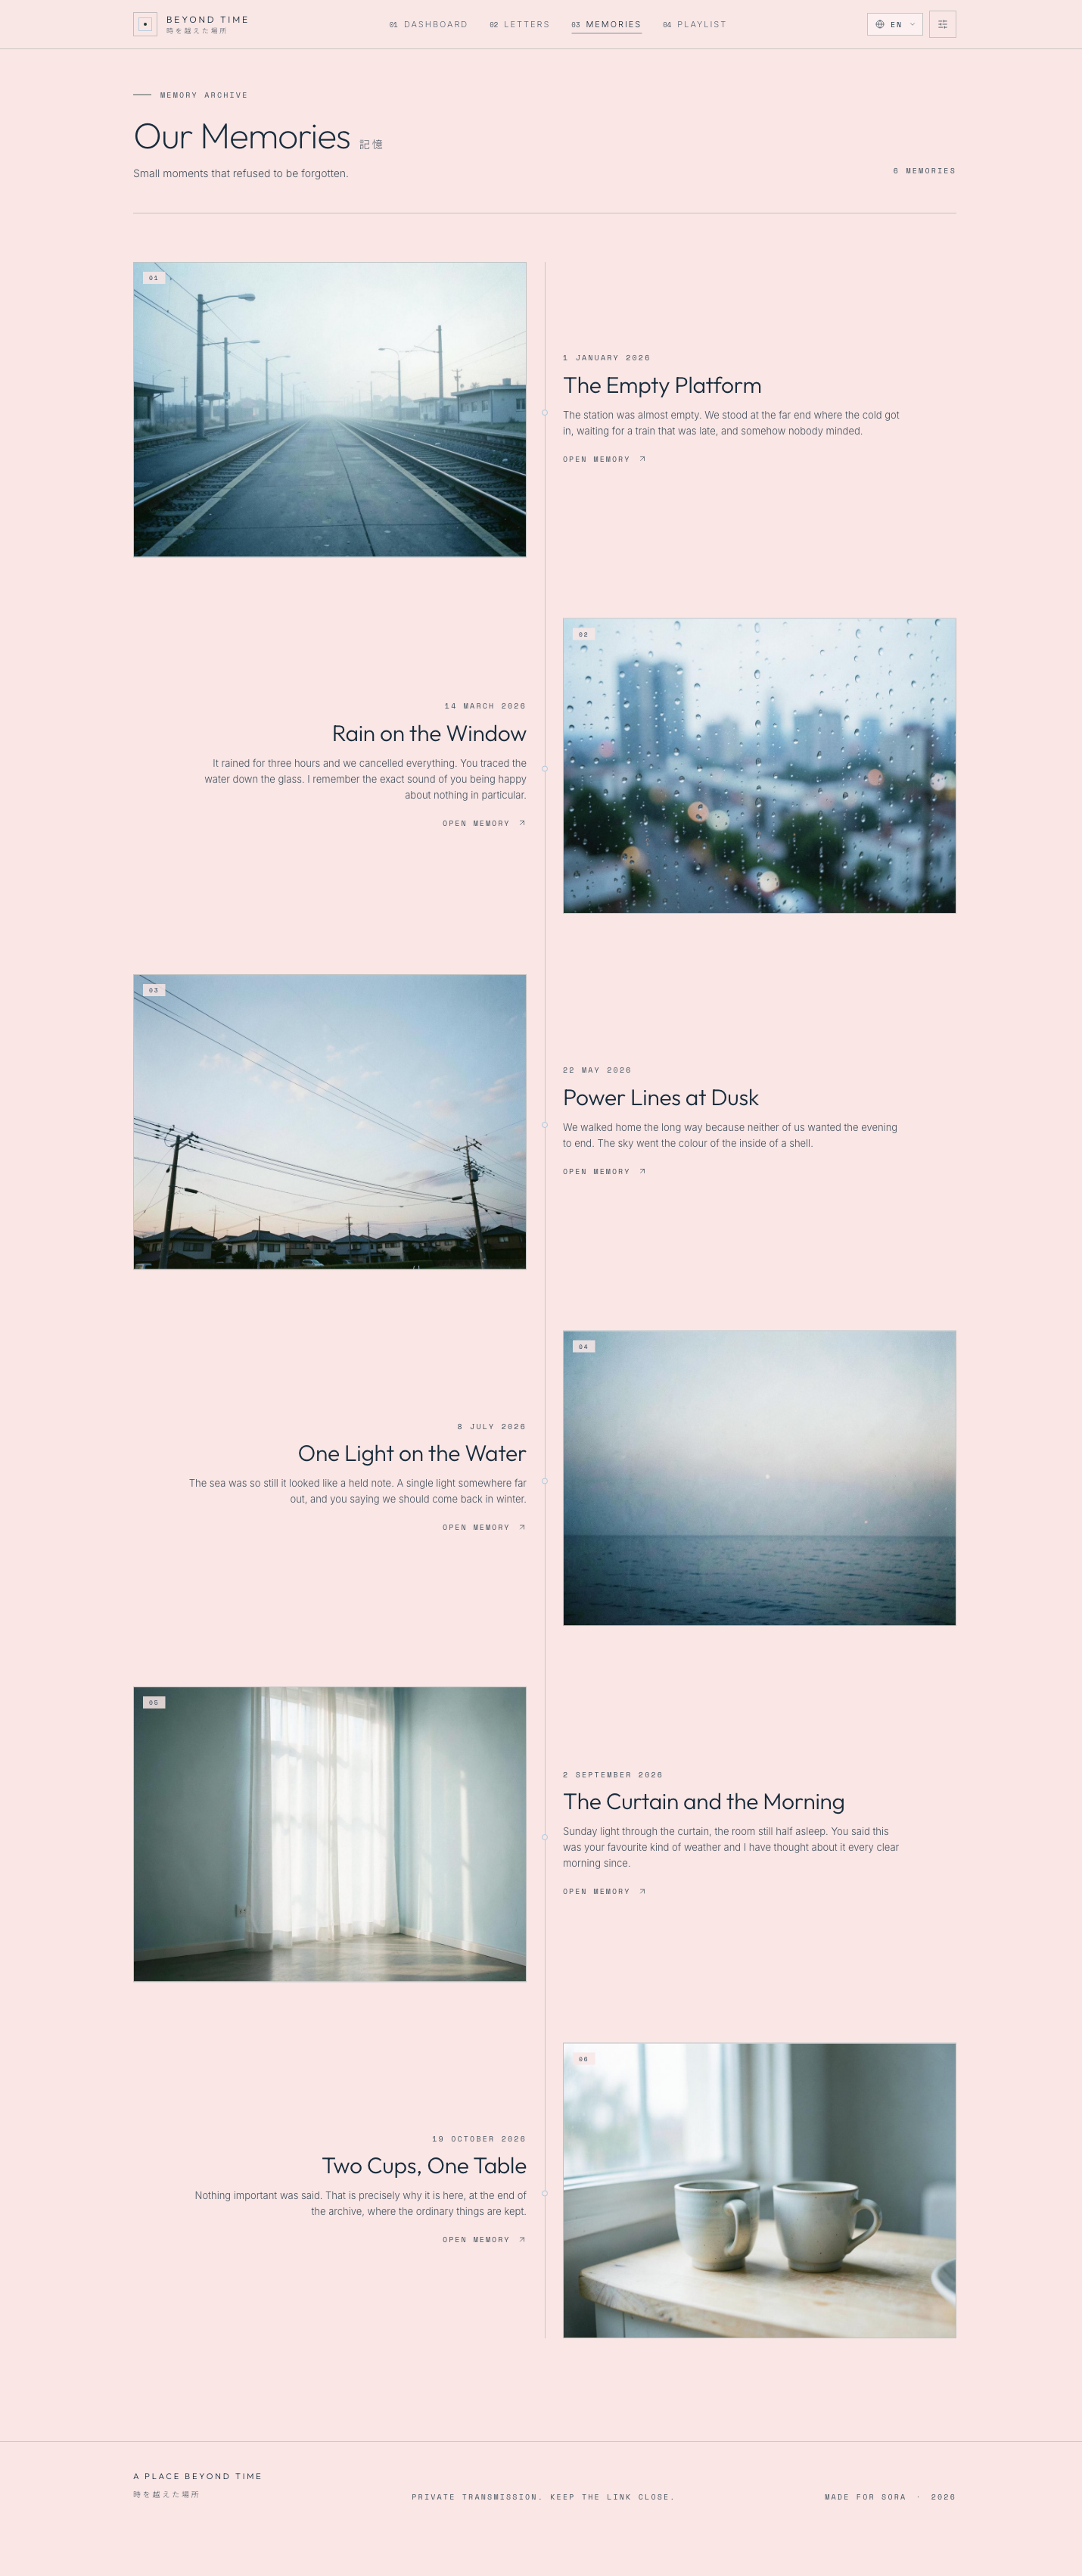 BEYOND TIME
時を越えた場所
01 DASHBOARD
02 LETTERS
03 MEMORIES
04 PLAYLIST
EN
MEMORY ARCHIVE
Our Memories 記憶
Small moments that refused to be forgotten.
6 MEMORIES
01
1 JANUARY 2026
The Empty Platform
The station was almost empty. We stood at the far end where the cold got
in, waiting for a train that was late, and somehow nobody minded.
OPEN MEMORY
02
14 MARCH 2026
Rain on the Window
It rained for three hours and we cancelled everything. You traced the
water down the glass. I remember the exact sound of you being happy
about nothing in particular.
OPEN MEMORY
03
22 MAY 2026
Power Lines at Dusk
We walked home the long way because neither of us wanted the evening
to end. The sky went the colour of the inside of a shell.
OPEN MEMORY
04
8 JULY 2026
One Light on the Water
The sea was so still it looked like a held note. A single light somewhere far
out, and you saying we should come back in winter.
OPEN MEMORY
05
2 SEPTEMBER 2026
The Curtain and the Morning
Sunday light through the curtain, the room still half asleep. You said this
was your favourite kind of weather and I have thought about it every clear
morning since.
OPEN MEMORY
06
19 OCTOBER 2026
Two Cups, One Table
Nothing important was said. That is precisely why it is here, at the end of
the archive, where the ordinary things are kept.
OPEN MEMORY
A PLACE BEYOND TIME
時を越えた場所
PRIVATE TRANSMISSION. KEEP THE LINK CLOSE.
MADE FOR SORA · 2026